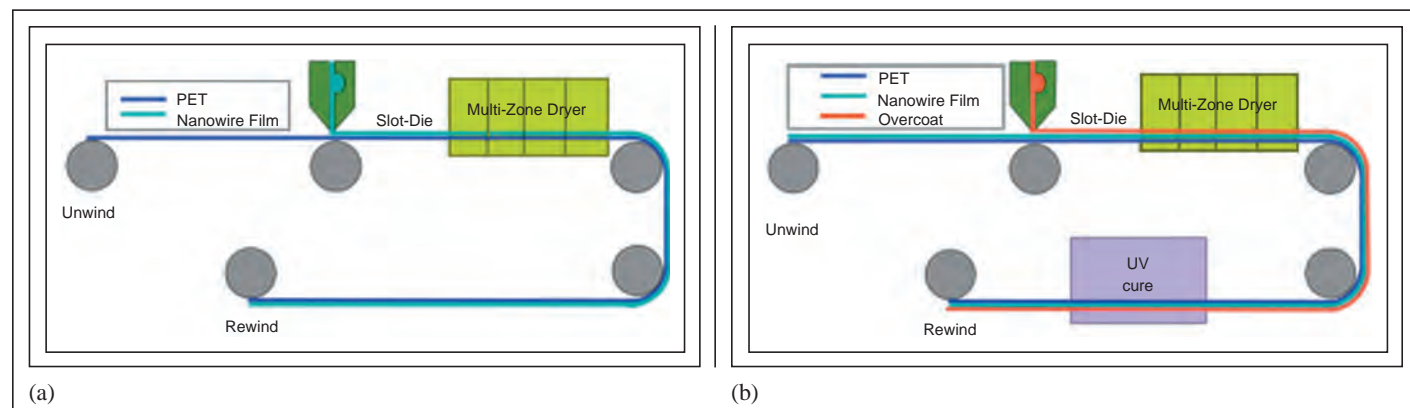 PET
Nanowire Film
Slot-Die
Multi-Zone Dryer
Unwind
Rewind
(a)
PET
Nanowire Film
Overcoat
Slot-Die
Multi-Zone Dryer
Unwind
UV
cure
Rewind
(b)